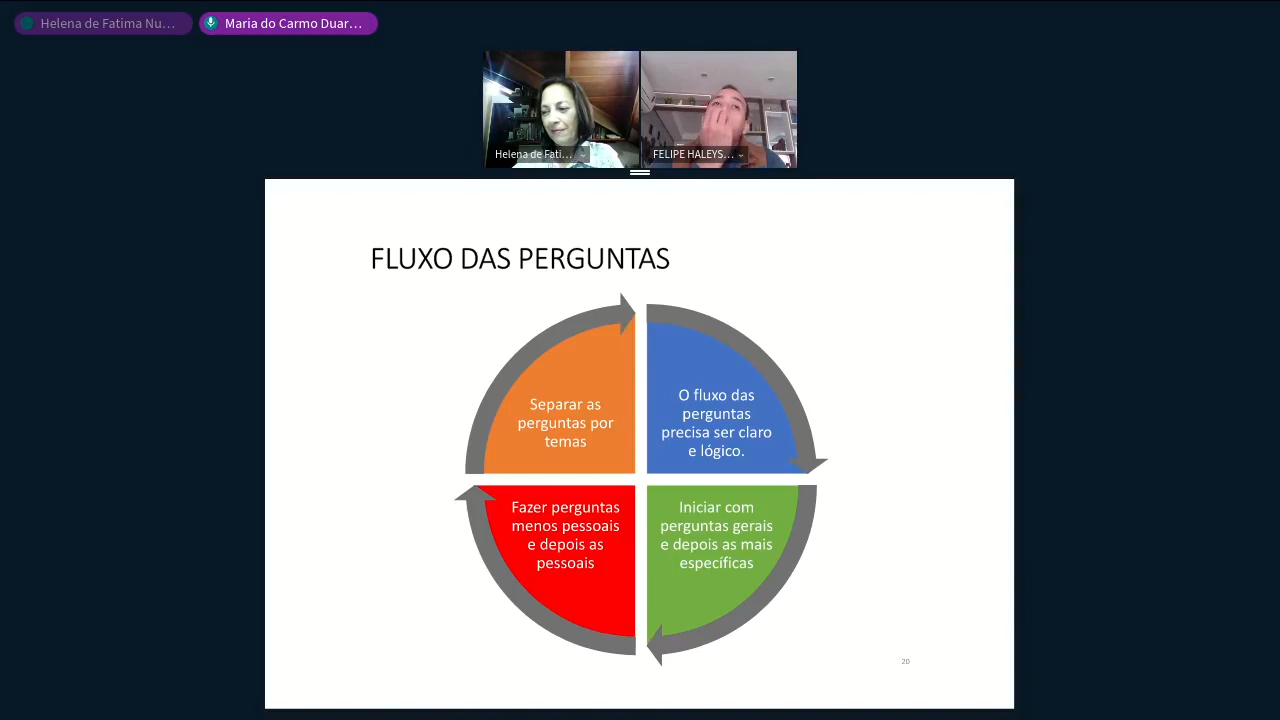 Helena de Fatima Nu...
Maria do Carmo Duar...
Helena de Fati...
FELIPE HALEYS...
FLUXO DAS PERGUNTAS
Separar as
perguntas por
temas
O fluxo das
perguntas
precisa ser claro
e lógico.
Fazer perguntas
menos pessoais
e depois as
pessoais
Iniciar com
perguntas gerais
e depois as mais
específicas
20